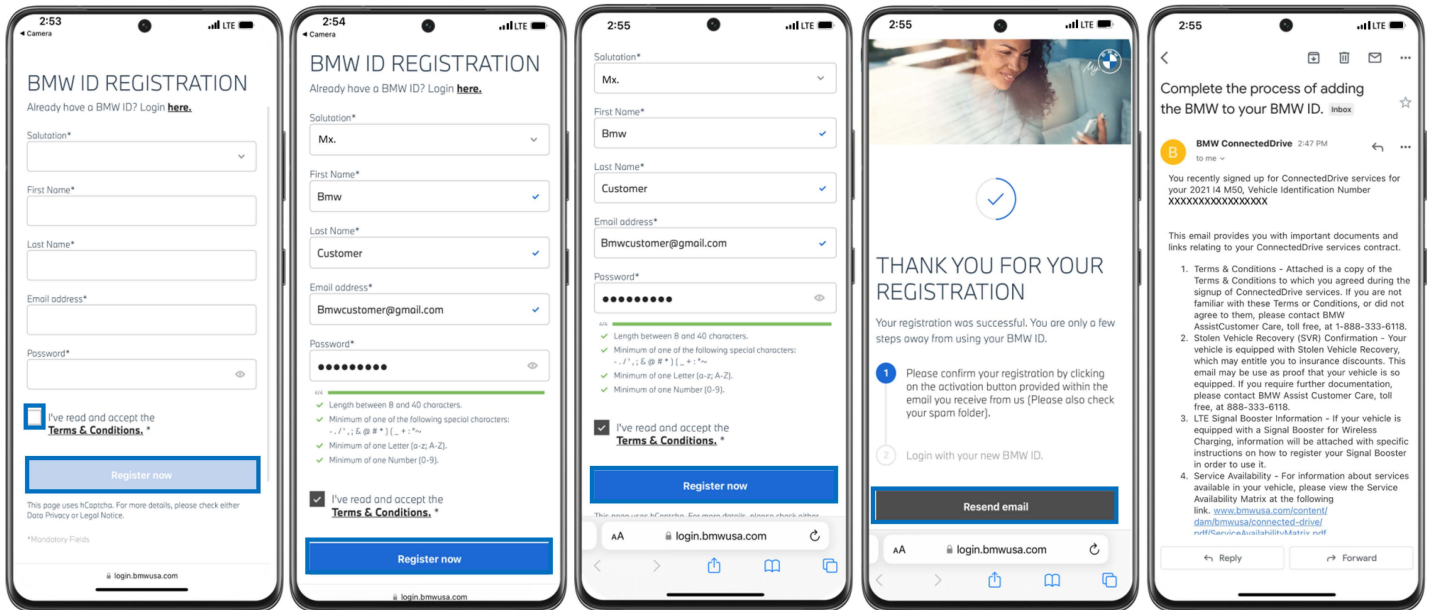 2:53
LTE
◂ Camera
BMW ID REGISTRATION
Already have a BMW ID? Login here.
Salutation*
First Name*
Last Name*
Email address*
Password*
I've read and accept the
Terms & Conditions. *
Register now
This page uses hCaptcha. For more details, please check either
Data Privacy or Legal Notice.
*Mandatory Fields
login.bmwusa.com
2:54
LTE
◂ Camera
BMW ID REGISTRATION
Already have a BMW ID? Login here.
Salutation*
Mx.
First Name*
Bmw
Last Name*
Customer
Email address*
Bmwcustomer@gmail.com
Password*
●●●●●●●●●
4/4
Length between 8 and 40 characters.
Minimum of one of the following special characters:
- . / ' , ; & @ # * ) ( _ + : " ~
Minimum of one Letter (a-z; A-Z).
Minimum of one Number (0-9).
I've read and accept the
Terms & Conditions. *
Register now
login.bmwusa.com
2:55
LTE
Salutation*
Mx.
First Name*
Bmw
Last Name*
Customer
Email address*
Bmwcustomer@gmail.com
Password*
●●●●●●●●●
4/4
Length between 8 and 40 characters.
Minimum of one of the following special characters:
- . / ' , ; & @ # * ) ( _ + : " ~
Minimum of one Letter (a-z; A-Z).
Minimum of one Number (0-9).
I've read and accept the
Terms & Conditions. *
Register now
This page uses hCaptcha. For more details, please check either
AA login.bmwusa.com
2:55
LTE
My BMW
THANK YOU FOR YOUR
REGISTRATION
Your registration was successful. You are only a few
steps away from using your BMW ID.
1 Please confirm your registration by clicking
on the activation button provided within the
email you receive from us (Please also check
your spam folder).
2 Login with your new BMW ID.
Resend email
AA login.bmwusa.com
2:55
LTE
Complete the process of adding
the BMW to your BMW ID. Inbox
B
BMW ConnectedDrive 2:47 PM
to me
You recently signed up for ConnectedDrive services for
your 2021 I4 M50, Vehicle Identification Number
XXXXXXXXXXXXXXXXX
This email provides you with important documents and
links relating to your ConnectedDrive services contract.
1. Terms & Conditions - Attached is a copy of the
Terms & Conditions to which you agreed during the
signup of ConnectedDrive services. If you are not
familiar with these Terms or Conditions, or did not
agree to them, please contact BMW
AssistCustomer Care, toll free, at 1-888-333-6118.
2. Stolen Vehicle Recovery (SVR) Confirmation - Your
vehicle is equipped with Stolen Vehicle Recovery,
which may entitle you to insurance discounts. This
email may be use as proof that your vehicle is so
equipped. If you require further documentation,
please contact BMW Assist Customer Care, toll
free, at 888-333-6118.
3. LTE Signal Booster Information - If your vehicle is
equipped with a Signal Booster for Wireless
Charging, information will be attached with specific
instructions on how to register your Signal Booster
in order to use it.
4. Service Availability - For information about services
available in your vehicle, please view the Service
Availability Matrix at the following
link. www.bmwusa.com/content/
dam/bmwusa/connected-drive/
pdf/ServiceAvailabilityMatrix.pdf
Reply
Forward